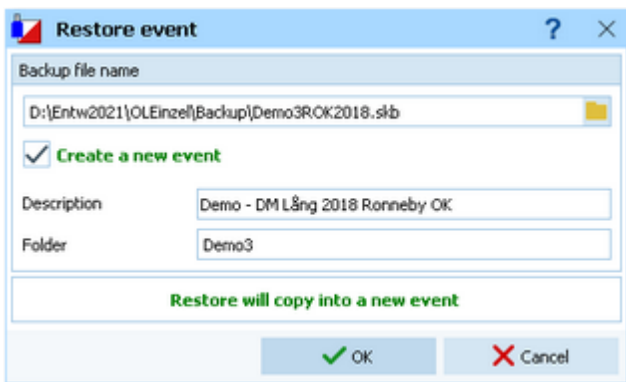 Restore event
Backup file name
D:\Entw2021\OLEinzel\Backup\Demo3ROK2018.skb
Create a new event
Description Demo - DM Lång 2018 Ronneby OK
Folder Demo3
Restore will copy into a new event
OK Cancel